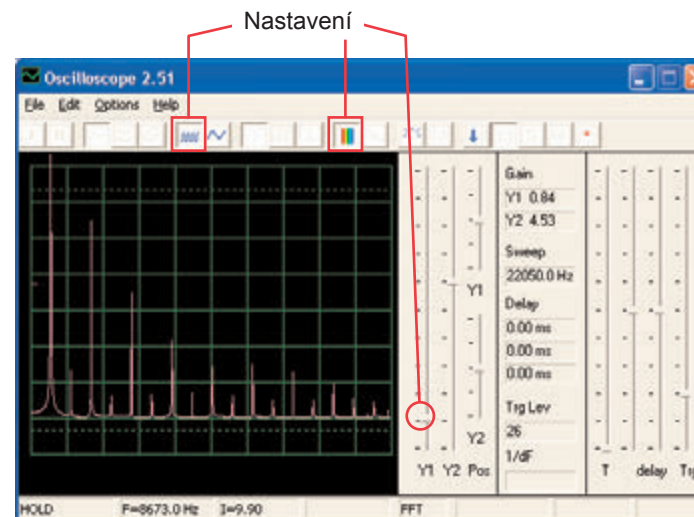 Nastavení
Oscilloscope 2.51
File Edit Options Help
Gain
Y1 0.84
Y2 4.53
Sweep
22050.0 Hz
Y1
Delay
0.00 ms
0.00 ms
0.00 ms
Trg Lev
26
Y2
1/dF
Y1 Y2 Pos
T delay Trg
HOLD F=8673.0 Hz I=9.90 FFT